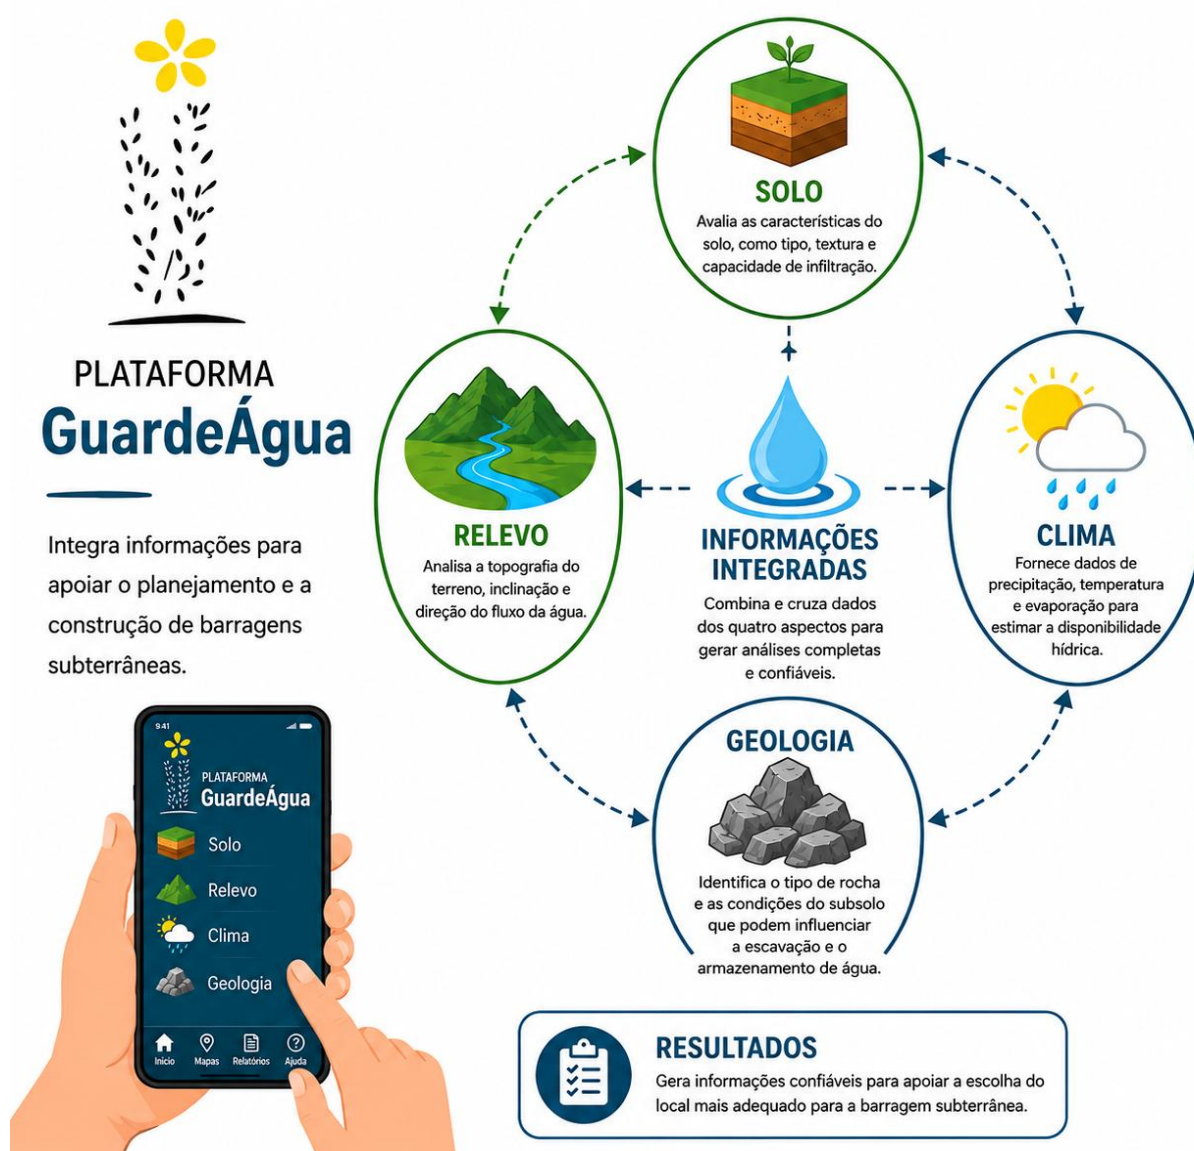 PLATAFORMA
GuardeÁgua
Integra informações para
apoiar o planejamento e a
construção de barragens
subterrâneas.
SOLO
Avalia as características do
solo, como tipo, textura e
capacidade de infiltração.
RELEVO
Analisa a topografia do
terreno, inclinação e
direção do fluxo da água.
INFORMAÇÕES
INTEGRADAS
Combina e cruza dados
dos quatro aspectos para
gerar análises completas
e confiáveis.
CLIMA
Fornece dados de
precipitação, temperatura
e evaporação para
estimar a disponibilidade
hídrica.
GEOLOGIA
Identifica o tipo de rocha
e as condições do subsolo
que podem influenciar
a escavação e o
armazenamento de água.
9:41
PLATAFORMA
GuardeÁgua
Solo
Relevo
Clima
Geologia
Início
Mapas
Relatórios
Ajuda
RESULTADOS
Gera informações confiáveis para apoiar a escolha do
local mais adequado para a barragem subterrânea.